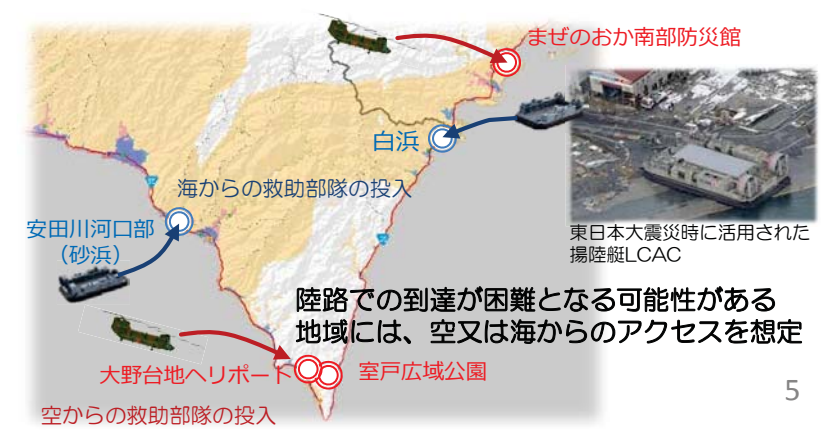 まぜのおか南部防災館
白浜
海からの救助部隊の投入
安田川河口部
（砂浜）
東日本大震災時に活用された
揚陸艇LCAC
陸路での到達が困難となる可能性がある
地域には、空又は海からのアクセスを想定
大野台地ヘリポート
室戸広域公園
空からの救助部隊の投入
5